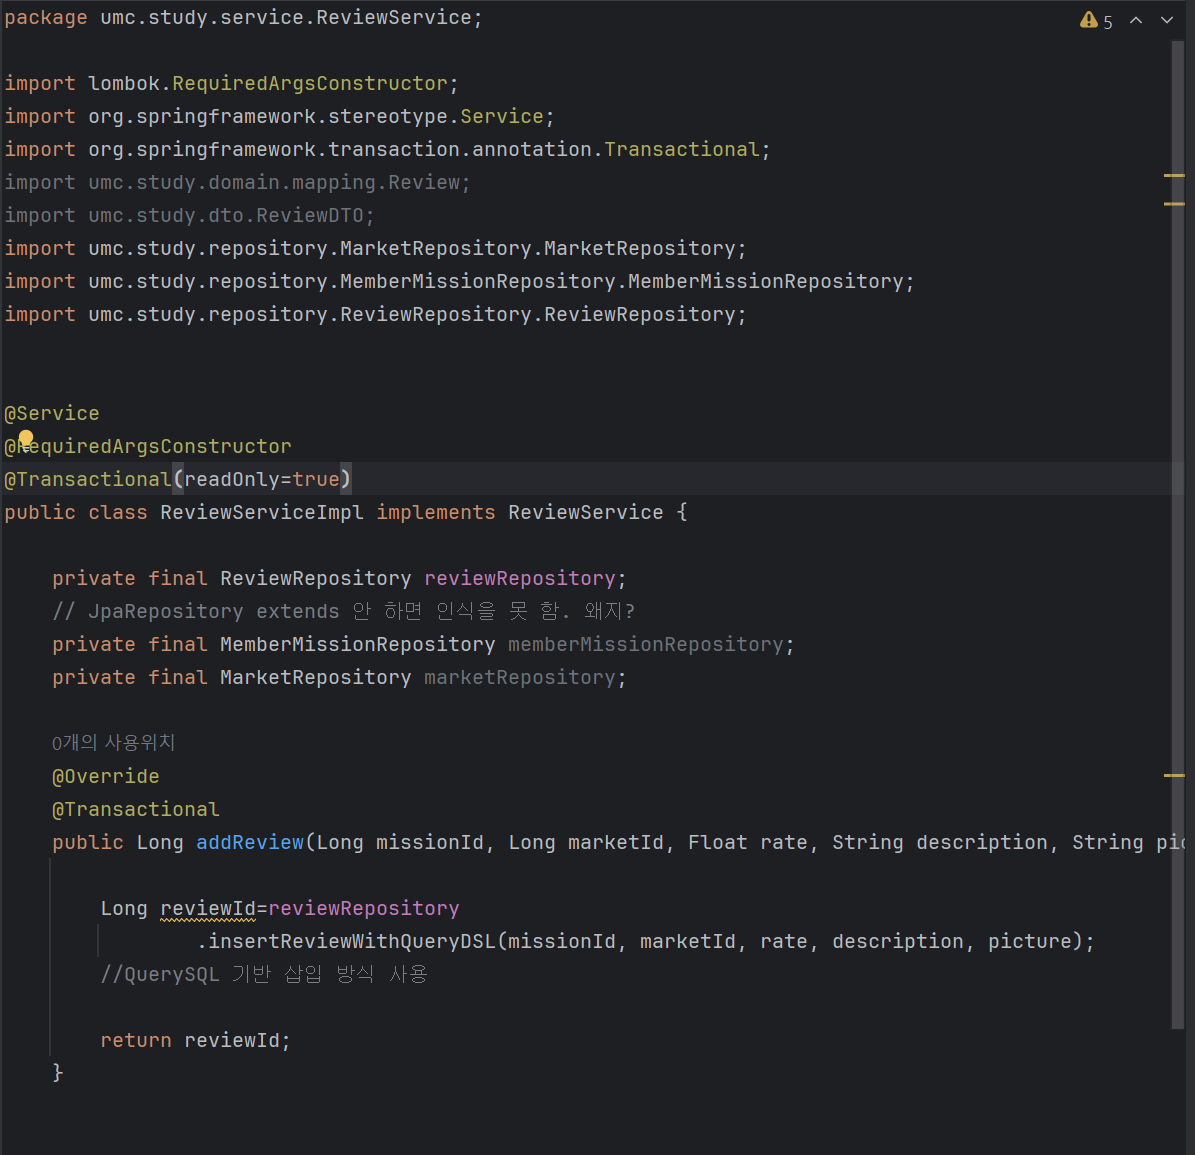 package umc.study.service.ReviewService;
5
import lombok.RequiredArgsConstructor;
import org.springframework.stereotype.Service;
import org.springframework.transaction.annotation.Transactional;
import umc.study.domain.mapping.Review;
import umc.study.dto.ReviewDTO;
import umc.study.repository.MarketRepository.MarketRepository;
import umc.study.repository.MemberMissionRepository.MemberMissionRepository;
import umc.study.repository.ReviewRepository.ReviewRepository;
@Service
@RequiredArgsConstructor
@Transactional(readOnly=true)
public class ReviewServiceImpl implements ReviewService {
private final ReviewRepository reviewRepository;
// JpaRepository extends 안 하면 인식을 못 함. 왜지?
private final MemberMissionRepository memberMissionRepository;
private final MarketRepository marketRepository;
0개의 사용위치
@Override
@Transactional
public Long addReview(Long missionId, Long marketId, Float rate, String description, String
Long reviewId=reviewRepository
.insertReviewWithQueryDSL(missionId, marketId, rate, description, picture);
//QuerySQL 기반 삽입 방식 사용
return reviewId;
}